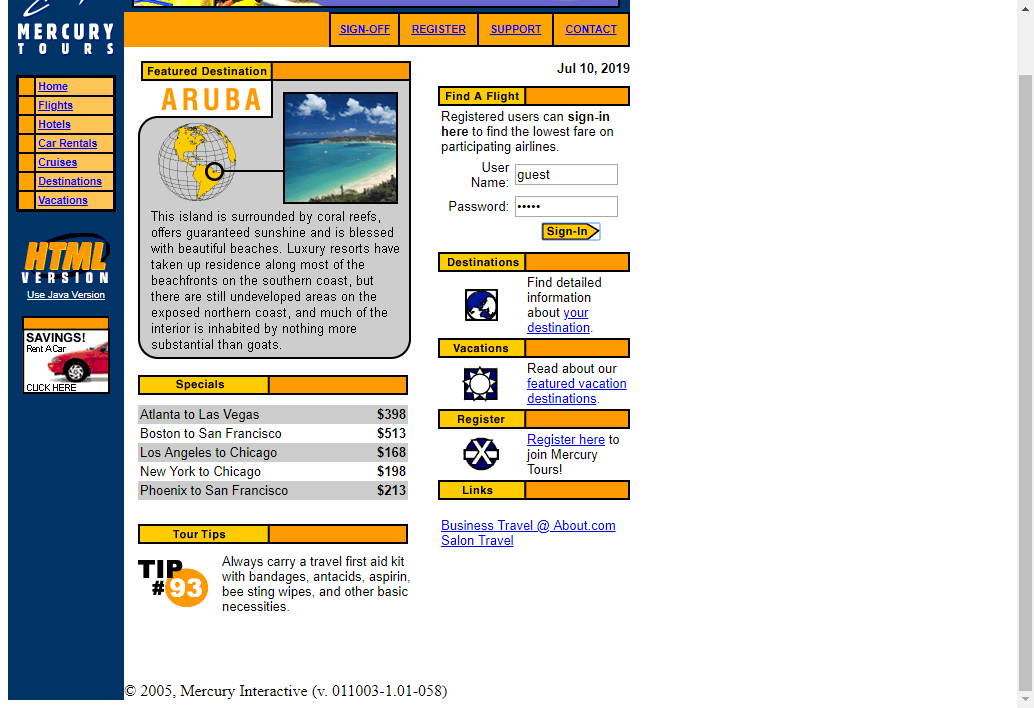 MERCURY
TOURS
SIGN-OFF
REGISTER
SUPPORT
CONTACT
Home
Flights
Hotels
Car Rentals
Cruises
Destinations
Vacations
HTML
VERSION
Use Java Version
SAVINGS!
Rent A Car
CLICK HERE
Featured Destination
ARUBA
This island is surrounded by coral reefs,
offers guaranteed sunshine and is blessed
with beautiful beaches. Luxury resorts have
taken up residence along most of the
beachfronts on the southern coast, but
there are still undeveloped areas on the
exposed northern coast, and much of the
interior is inhabited by nothing more
substantial than goats.
Specials
Atlanta to Las Vegas $398
Boston to San Francisco $513
Los Angeles to Chicago $168
New York to Chicago $198
Phoenix to San Francisco $213
Tour Tips
TIP
#93
Always carry a travel first aid kit
with bandages, antacids, aspirin,
bee sting wipes, and other basic
necessities.
Jul 10, 2019
Find A Flight
Registered users can sign-in
here to find the lowest fare on
participating airlines.
User
Name: guest
Password: •••••
Sign-In
Destinations
Find detailed
information
about your
destination.
Vacations
Read about our
featured vacation
destinations.
Register
Register here to
join Mercury
Tours!
Links
Business Travel @ About.com
Salon Travel
© 2005, Mercury Interactive (v. 011003-1.01-058)